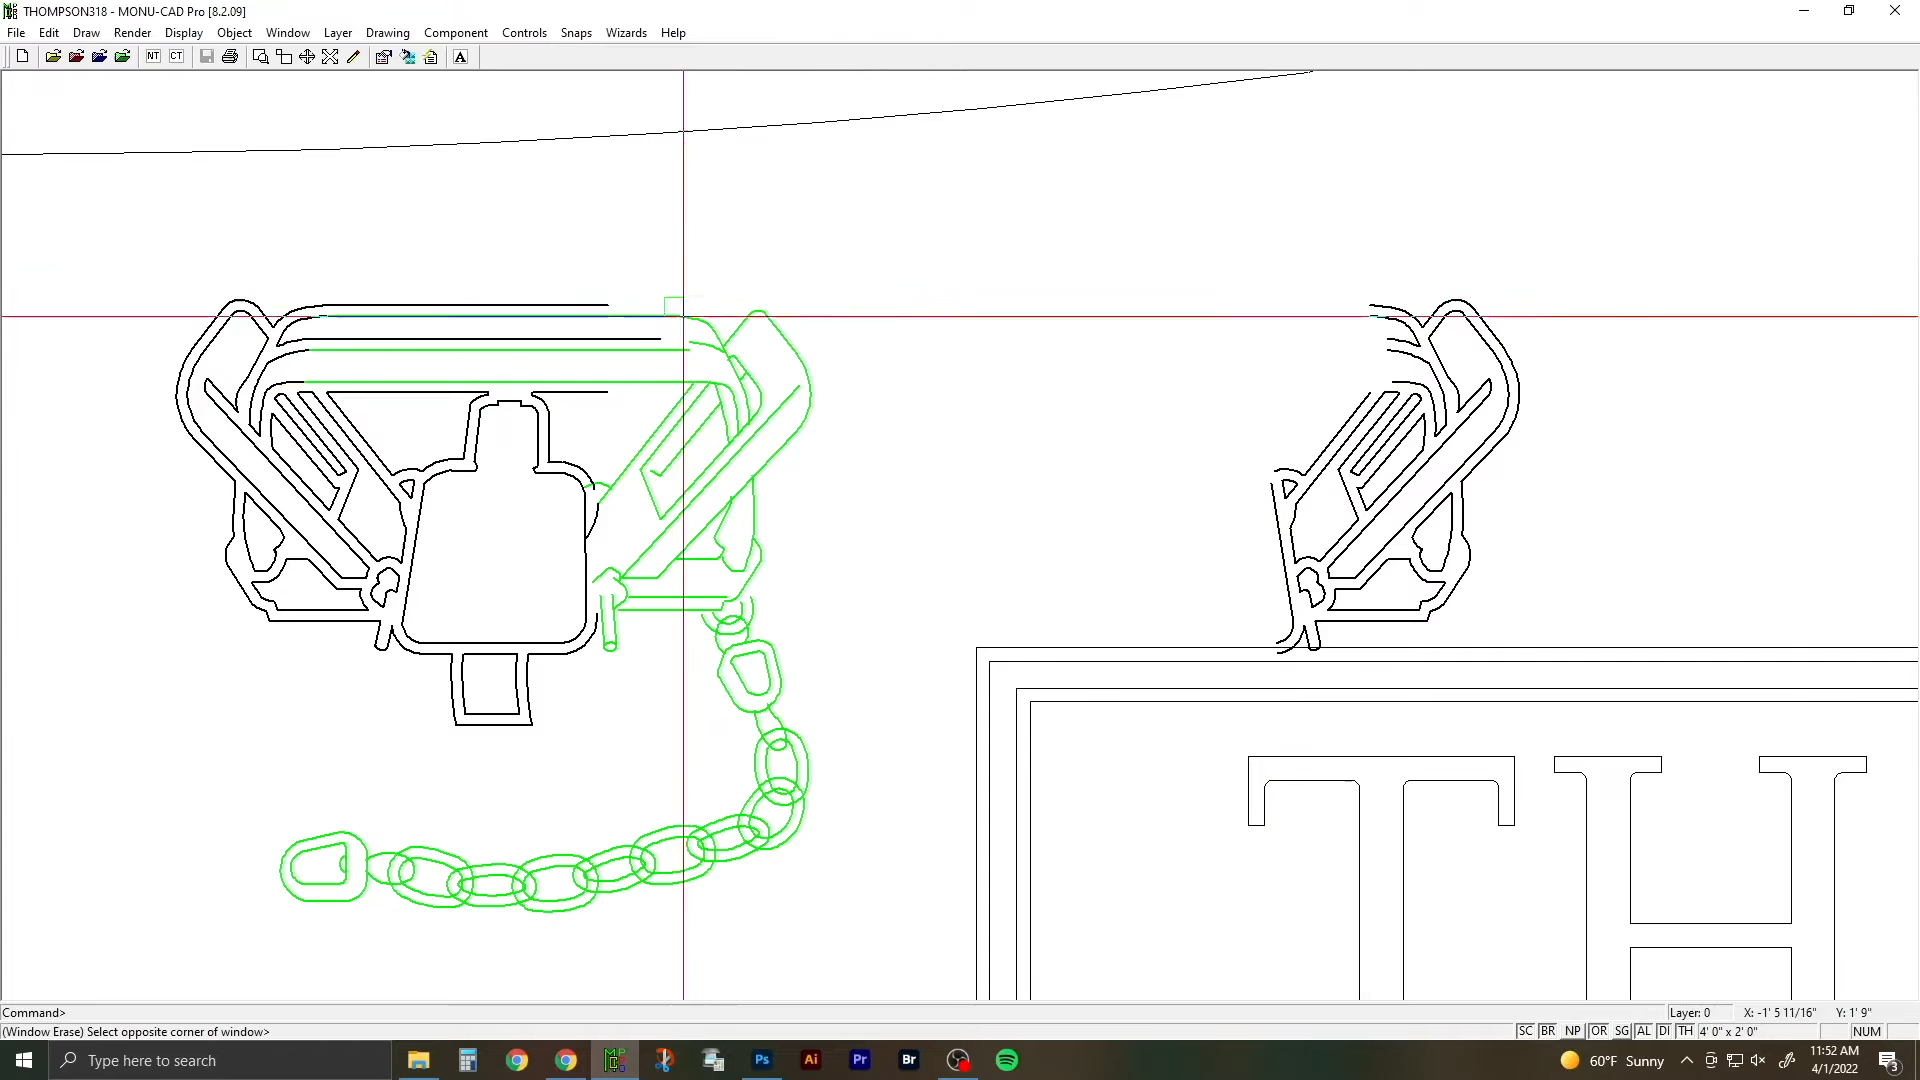 THOMPSON318 - MONU-CAD Pro [8.2.09]
File Edit Draw Render Display Object Window Layer Drawing Component Controls Snaps Wizards Help
NT CT A
TH
Command>
Layer: 0 X: -1' 5 11/16" Y: 1' 9"
(Window Erase) Select opposite corner of window>
SC BR NP OR SG AL DI TH 4' 0" x 2' 0" NUM
Type here to search
Ps Ai Pr Br
60°F Sunny
11:52 AM
4/1/2022
3